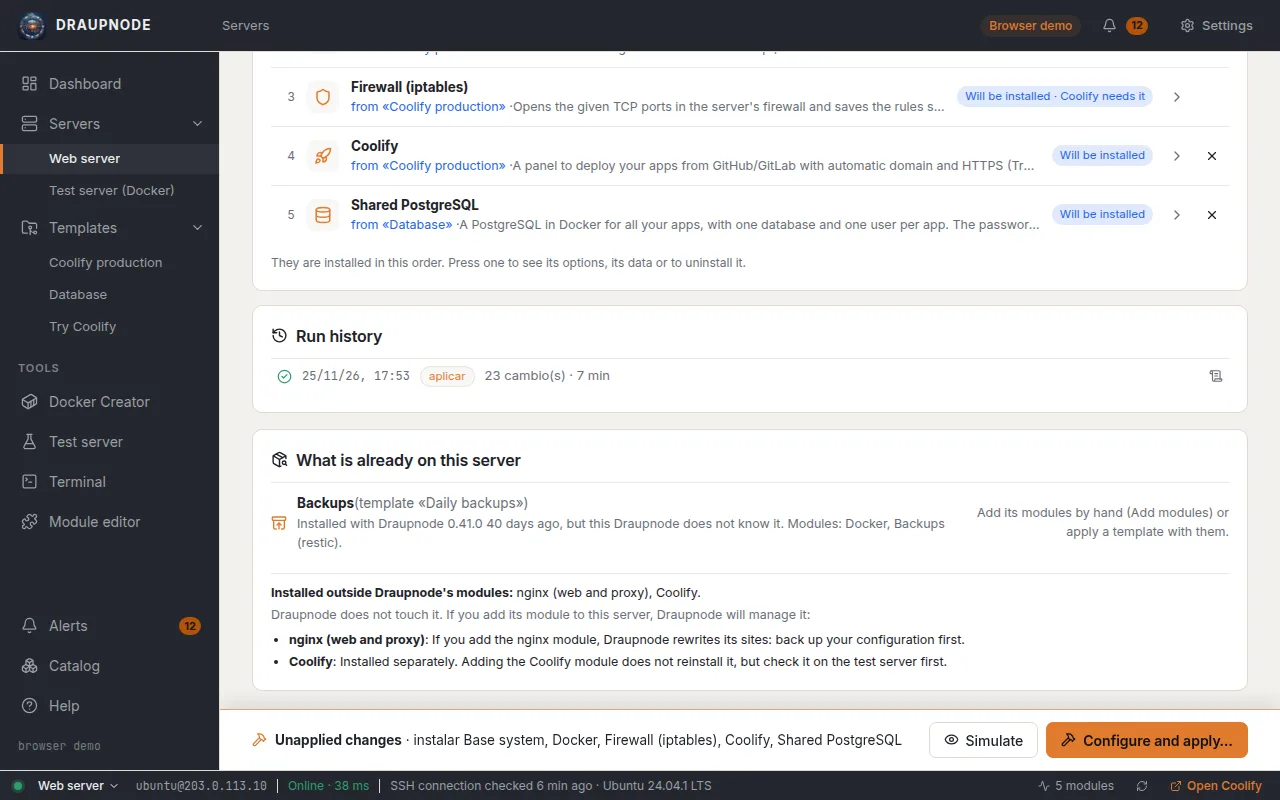 DRAUPNODE
Servers
Browser demo
12
Settings
Dashboard
Servers
Web server
Test server (Docker)
Templates
Coolify production
Database
Try Coolify
TOOLS
Docker Creator
Test server
Terminal
Module editor
Alerts
12
Catalog
Help
browser demo
3
Firewall (iptables)
from «Coolify production» ·Opens the given TCP ports in the server's firewall and saves the rules s...
Will be installed · Coolify needs it
4
Coolify
from «Coolify production» ·A panel to deploy your apps from GitHub/GitLab with automatic domain and HTTPS (Tr...
Will be installed
5
Shared PostgreSQL
from «Database» ·A PostgreSQL in Docker for all your apps, with one database and one user per app. The passwor...
Will be installed
They are installed in this order. Press one to see its options, its data or to uninstall it.
Run history
25/11/26, 17:53 aplicar 23 cambio(s) · 7 min
What is already on this server
Backups(template «Daily backups»)
Installed with Draupnode 0.41.0 40 days ago, but this Draupnode does not know it. Modules: Docker, Backups
(restic).
Add its modules by hand (Add modules) or
apply a template with them.
Installed outside Draupnode's modules: nginx (web and proxy), Coolify.
Draupnode does not touch it. If you add its module to this server, Draupnode will manage it:
• nginx (web and proxy): If you add the nginx module, Draupnode rewrites its sites: back up your configuration first.
• Coolify: Installed separately. Adding the Coolify module does not reinstall it, but check it on the test server first.
Unapplied changes · instalar Base system, Docker, Firewall (iptables), Coolify, Shared PostgreSQL
Simulate
Configure and apply...
Web server
ubuntu@203.0.113.10
Online · 38 ms
SSH connection checked 6 min ago · Ubuntu 24.04.1 LTS
5 modules
Open Coolify